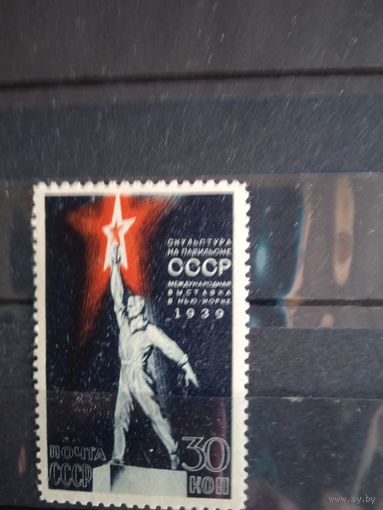 СКУЛЬПТУРА
НА ПАВИЛЬОНЕ
СССР
МЕЖДУНАРОДНАЯ
ВЫСТАВКА
В НЬЮ-ЙОРКЕ
1939
ПОЧТА
СССР
30
КОП
www.ay.by